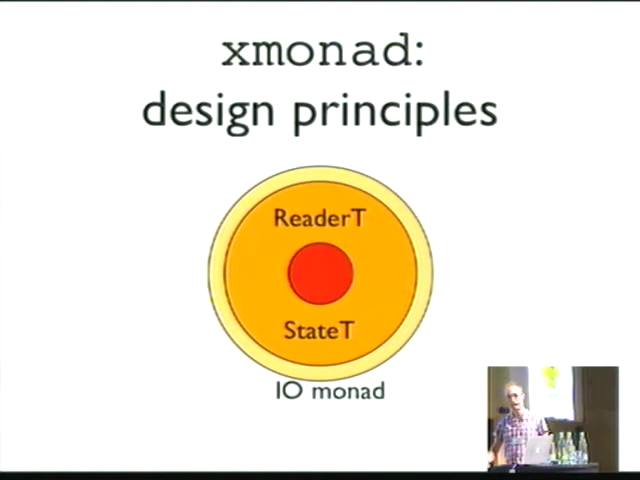 xmonad:
design principles
ReaderT
StateT
IO monad